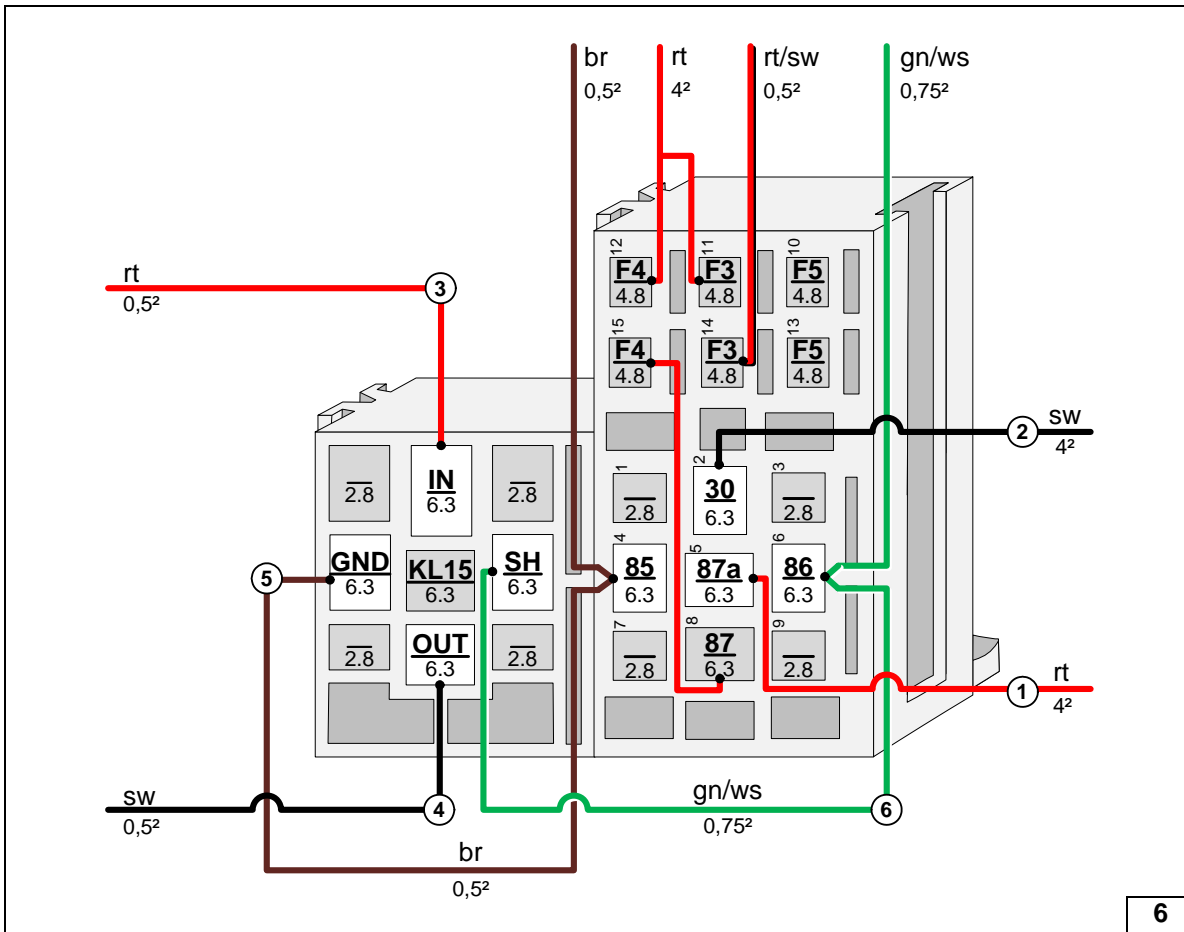 br
0,5²
rt
4²
rt/sw
0,5²
gn/ws
0,75²
12
F4
4.8
11
F3
4.8
10
F5
4.8
15
F4
4.8
14
F3
4.8
13
F5
4.8
rt
0,5²
3
2
sw
4²
2.8
IN
6.3
2.8
1
2.8
2
30
6.3
3
2.8
5
GND
6.3
KL15
6.3
SH
6.3
4
85
6.3
5
87a
6.3
6
86
6.3
2.8
OUT
6.3
2.8
7
2.8
8
87
6.3
9
2.8
1
rt
4²
sw
0,5²
4
gn/ws
0,75²
6
br
0,5²
6